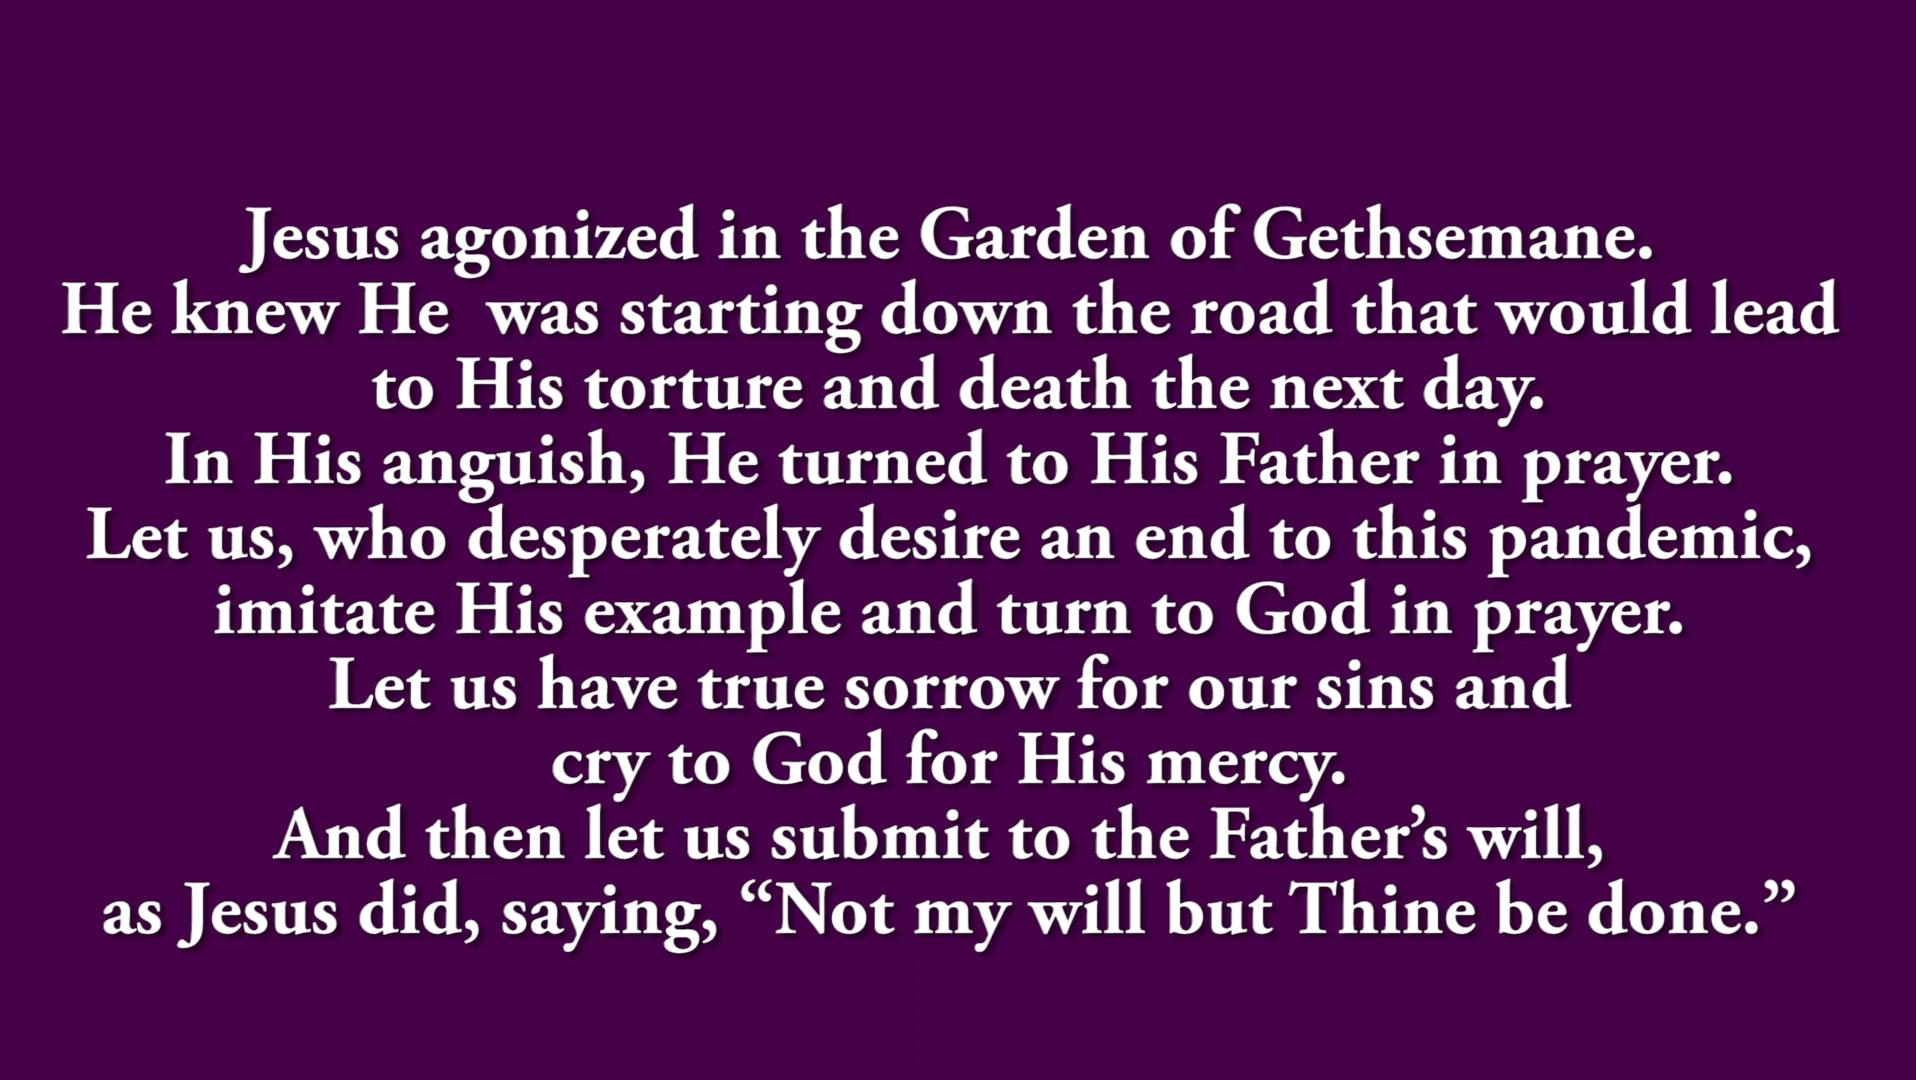 Jesus agonized in the Garden of Gethsemane.
He knew He  was starting down the road that would lead
to His torture and death the next day.
In His anguish, He turned to His Father in prayer.
Let us, who desperately desire an end to this pandemic,
imitate His example and turn to God in prayer.
Let us have true sorrow for our sins and
cry to God for His mercy.
And then let us submit to the Father’s will,
as Jesus did, saying, “Not my will but Thine be done.”